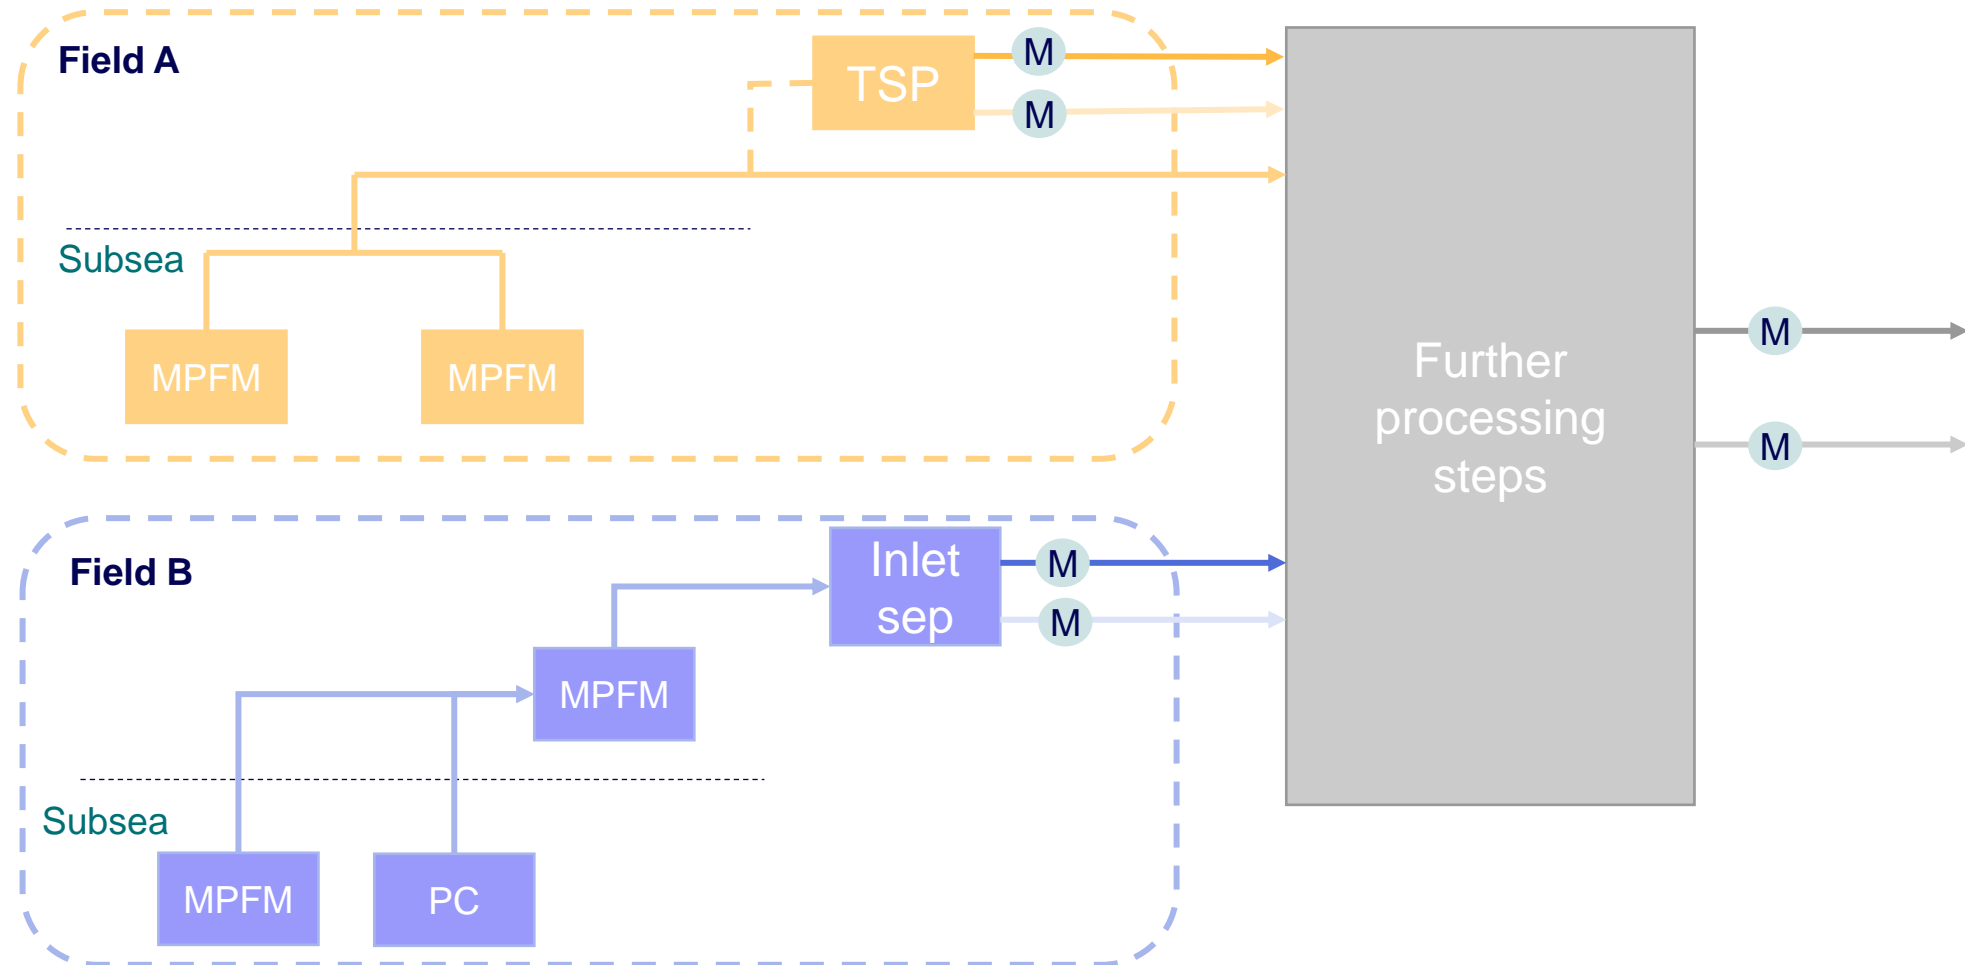 Field A
TSP
M
M
Subsea
MPFM
MPFM
Further
processing
steps
M
M
Field B
Inlet
sep
M
M
MPFM
Subsea
MPFM
PC